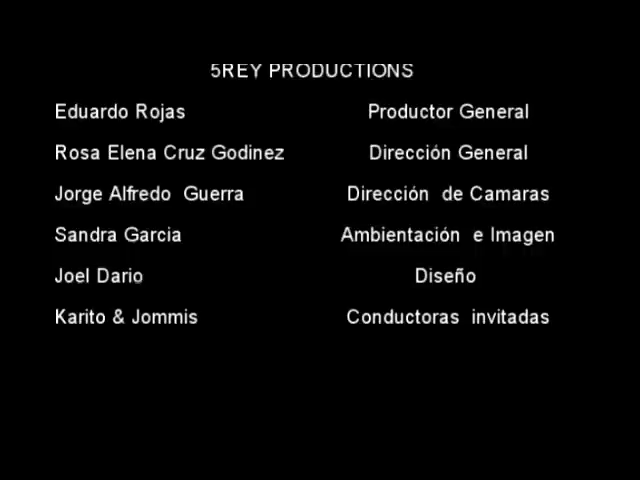 5REY PRODUCTIONS
Eduardo Rojas Productor General
Rosa Elena Cruz Godinez Dirección General
Jorge Alfredo  Guerra Dirección  de Camaras
Sandra Garcia Ambientación  e Imagen
Joel Dario Diseño
Karito & Jommis Conductoras  invitadas